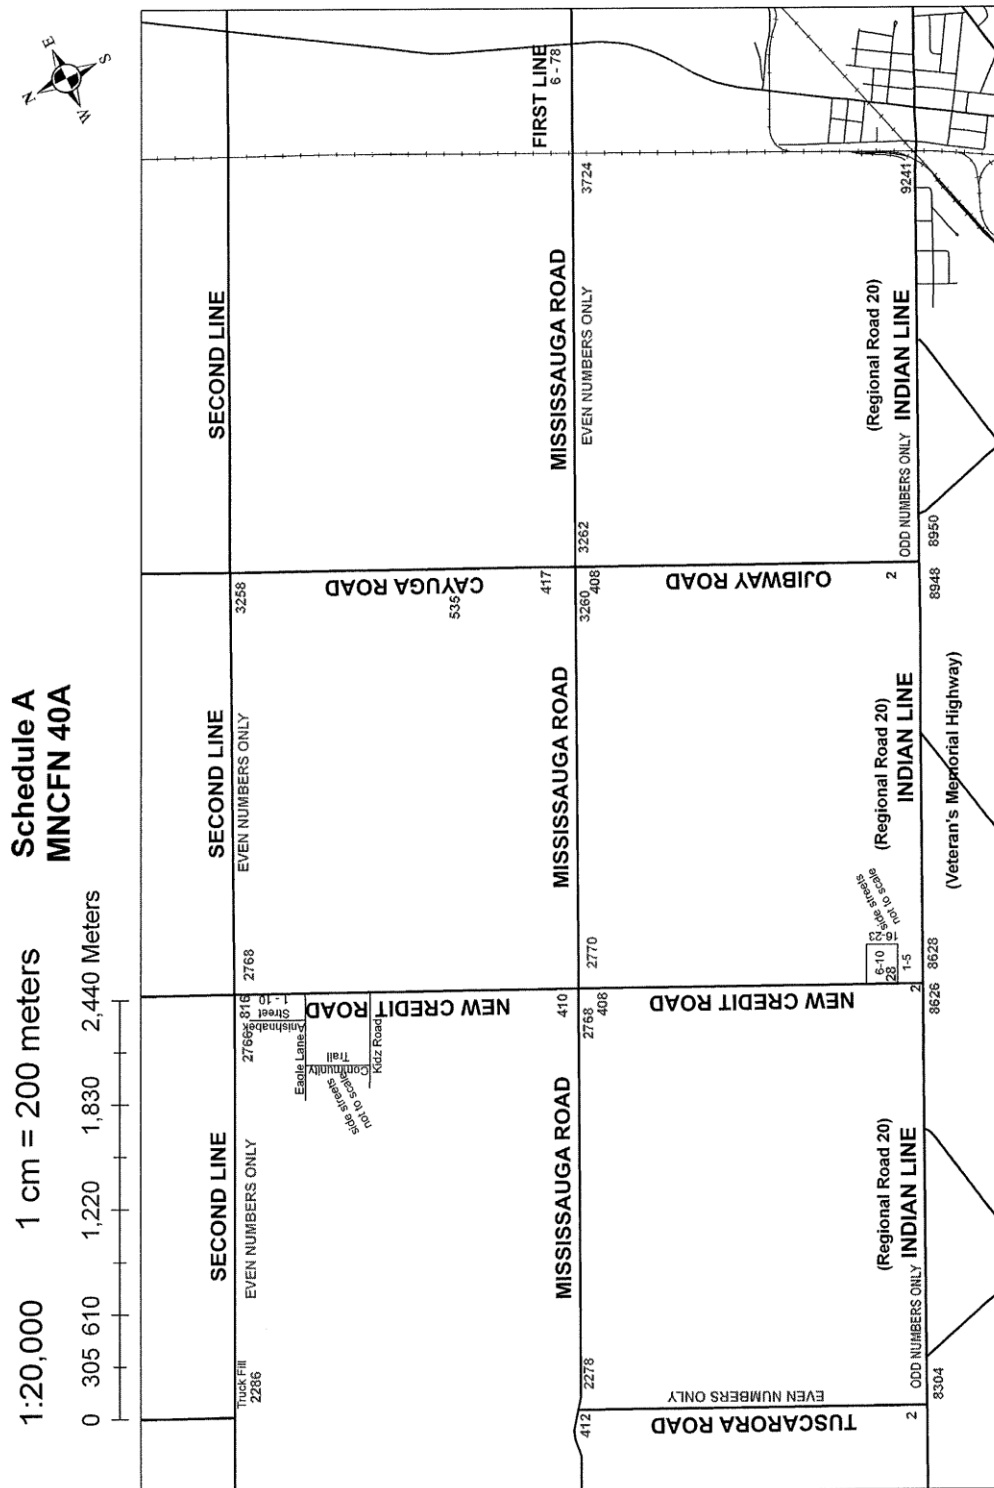 Schedule A
MNCFN 40A
1:20,000 1 cm = 200 meters
0 305 610 1,220 1,830 2,440 Meters
N
E
S
W
SECOND LINE
EVEN NUMBERS ONLY
Truck Fill
2286
2766
816
2768
SECOND LINE
EVEN NUMBERS ONLY
3258
SECOND LINE
Anishnabek
Street
1 - 10
Eagle Lane
Community
Trail
Kidz Road
side streets
not to scale
NEW CREDIT ROAD
CAYUGA ROAD
535
417
410
FIRST LINE
6 - 78
MISSISSAUGA ROAD
MISSISSAUGA ROAD
MISSISSAUGA ROAD
EVEN NUMBERS ONLY
412
2278
2768
408
2770
3260
408
3262
3724
TUSCARORA ROAD
EVEN NUMBERS ONLY
2
NEW CREDIT ROAD
2
28
6-10
1-5
16-23
side streets
not to scale
OJIBWAY ROAD
2
(Regional Road 20)
ODD NUMBERS ONLY INDIAN LINE
(Regional Road 20)
INDIAN LINE
(Regional Road 20)
ODD NUMBERS ONLY INDIAN LINE
9241
8304
8626
8628
8948
8950
(Veteran's Memorial Highway)